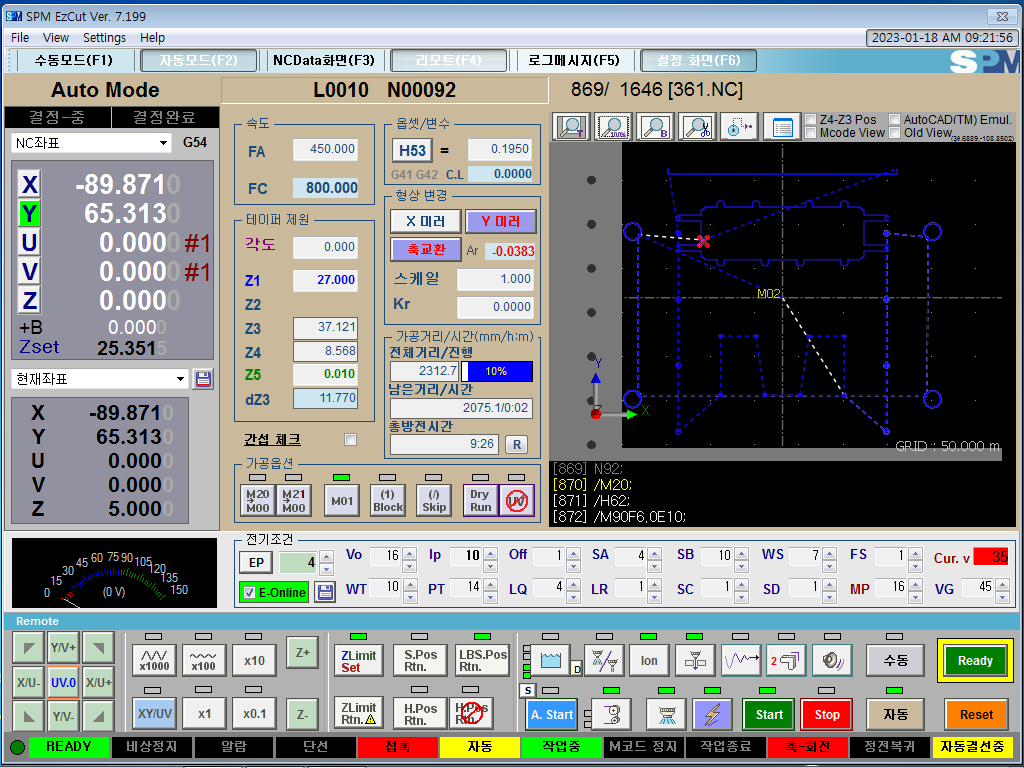 SPM EzCut Ver. 7.199
File View Settings Help
2023-01-18 AM 09:21:56
수동모드(F1) 자동모드(F2) NCData화면(F3) 리모트(F4) 로그메시지(F5) 설정 화면(F6) SPM
Auto Mode
L0010 N00092
869/ 1646 [361.NC]
결정-중 결정완료
NC좌표 G54
X -89.8710
Y 65.3130
U 0.0000 #1
V 0.0000 #1
Z 0.0000
+B 0.0000
Zset 25.3515
현재좌표
X -89.8710
Y 65.3130
U 0.0000
V 0.0000
Z 5.0000
속도
FA 450.000
FC 800.000
테이퍼 제원
각도 0.000
Z1 27.000
Z2
Z3 37.121
Z4 8.568
Z5 0.010
dZ3 11.770
간섭 체크
옵셋/변수
H53 = 0.1950
G41 G42 C.L 0.0000
형상 변경
X 미러 Y 미러
축교환 Ar -0.0383
스케일 1.000
Kr 0.0000
가공거리/시간(mm/h:m)
전체거리/진행
2312.7 10%
남은거리/시간
2075.1/0:02
총방전시간
9:26 R
가공옵션
M20 M00 M21 M00 M01 (1) Block (/) Skip Dry Run UV
T 100% B
Z4-Z3 Pos AutoCAD(TM) Emul.
Mcode View Old View
(39.6889,-108.8502)
M02
Y
Z X
GRID : 50.000 m
[869] N92;
[870] /M20;
[871] /H62;
[872] /M90F6,0E10;
0 15 30 45 60 75 90 105 120 135 150
(0 V)
전기조건
EP 4 Vo 16 Ip 10 Off 1 SA 4 SB 10 WS 7 FS 1 Cur. v 35
E-Online WT 10 PT 14 LQ 4 LR 1 SC 1 SD 1 MP 16 VG 45
Remote
Y/V+
X/U- UV.0 X/U+
Y/V-
x1000 x100 x10 Z+
XY/UV x1 x0.1 Z-
ZLimit Set S.Pos Rtn. LBS.Pos Rtn.
ZLimit Rtn. H.Pos Rtn. H.Pos Rtn.
D Ion 2 수동 Ready
S A. Start Start Stop 자동 Reset
READY 비상정지 알람 단선 접촉 자동 작업중 M코드 정지 작업종료 축-회전 정전복귀 자동결선중